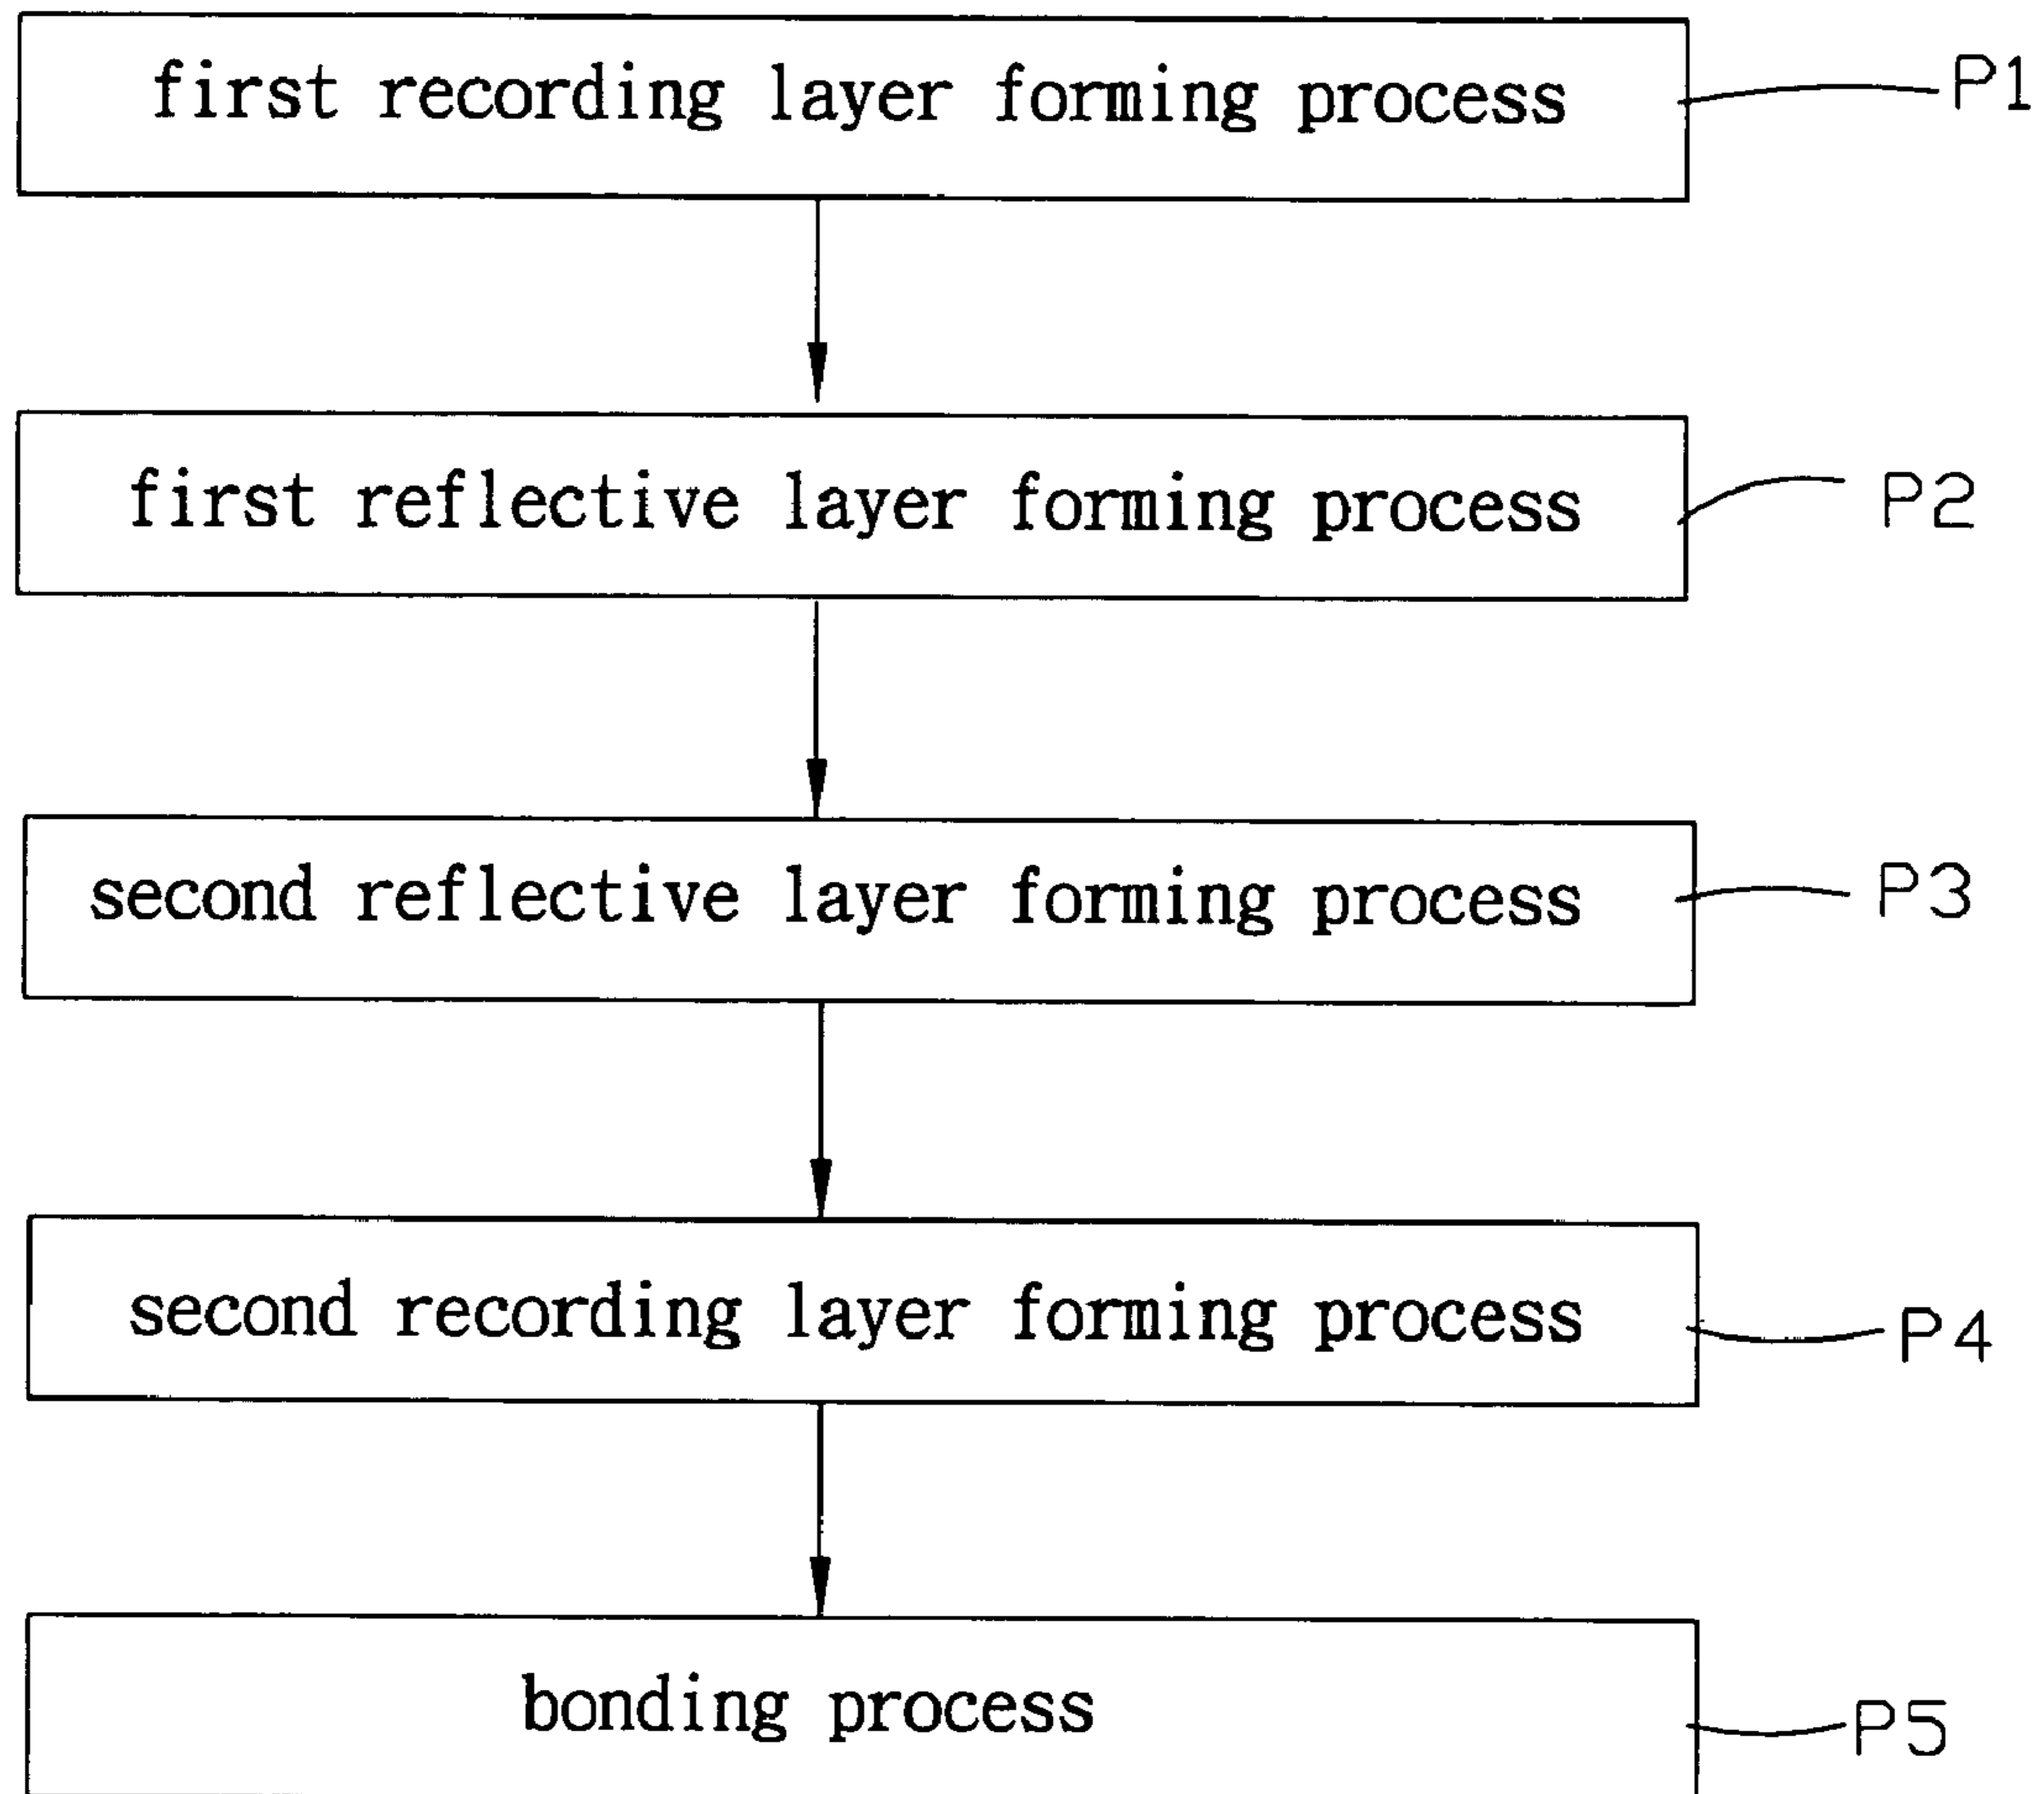 first recording layer forming process P1
first reflective layer forming process P2
second reflective layer forming process P3
second recording layer forming process P4
bonding process P5